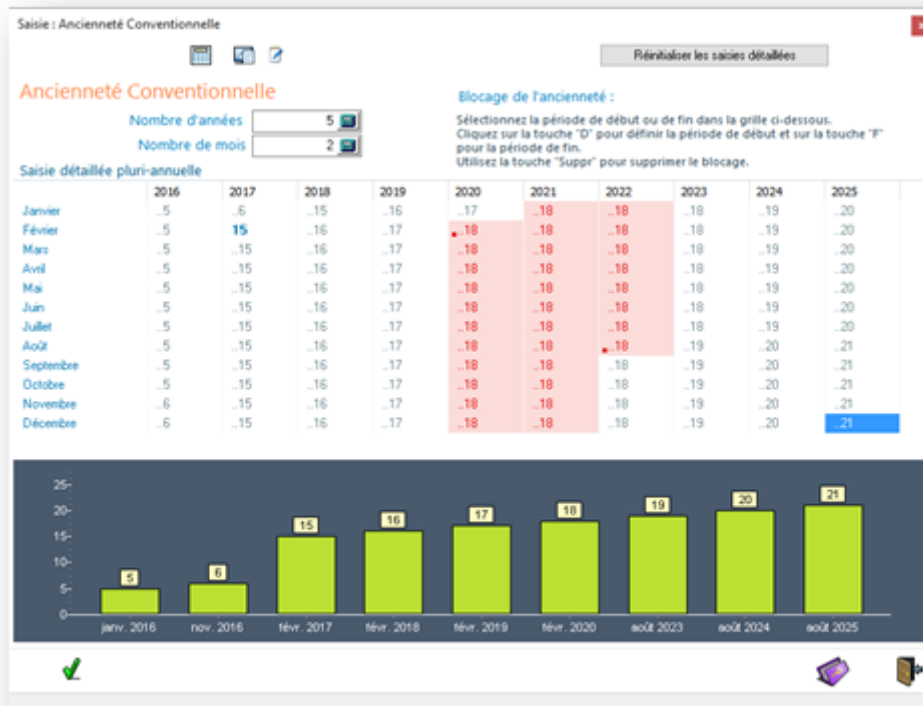 Saisie : Ancienneté Conventionnelle
Réinitialiser les saisies détaillées
Ancienneté Conventionnelle
Nombre d'années 5
Nombre de mois 2
Blocage de l'ancienneté :
Sélectionnez la période de début ou de fin dans la grille ci-dessous.
Cliquez sur la touche "D" pour définir la période de début et sur la touche "F"
pour la période de fin.
Utilisez la touche "Suppr" pour supprimer le blocage.
Saisie détaillée pluri-annuelle
2016 2017 2018 2019 2020 2021 2022 2023 2024 2025
Janvier ..5 ..6 ..15 ..16 ..17 ..18 ..18 ..18 ..19 ..20
Février ..5 15 ..16 ..17 ..18 ..18 ..18 ..18 ..19 ..20
Mars ..5 ..15 ..16 ..17 ..18 ..18 ..18 ..18 ..19 ..20
Avril ..5 ..15 ..16 ..17 ..18 ..18 ..18 ..18 ..19 ..20
Mai ..5 ..15 ..16 ..17 ..18 ..18 ..18 ..18 ..19 ..20
Juin ..5 ..15 ..16 ..17 ..18 ..18 ..18 ..18 ..19 ..20
Juillet ..5 ..15 ..16 ..17 ..18 ..18 ..18 ..18 ..19 ..20
Août ..5 ..15 ..16 ..17 ..18 ..18 ..18 ..19 ..20 ..21
Septembre ..5 ..15 ..16 ..17 ..18 ..18 ..18 ..19 ..20 ..21
Octobre ..5 ..15 ..16 ..17 ..18 ..18 ..18 ..19 ..20 ..21
Novembre ..6 ..15 ..16 ..17 ..18 ..18 ..18 ..19 ..20 ..21
Décembre ..6 ..15 ..16 ..17 ..18 ..18 ..18 ..19 ..20 ..21
25
20
15
10
5
0
5 6 15 16 17 18 19 20 21
janv. 2016 nov. 2016 févr. 2017 févr. 2018 févr. 2019 févr. 2020 août 2023 août 2024 août 2025